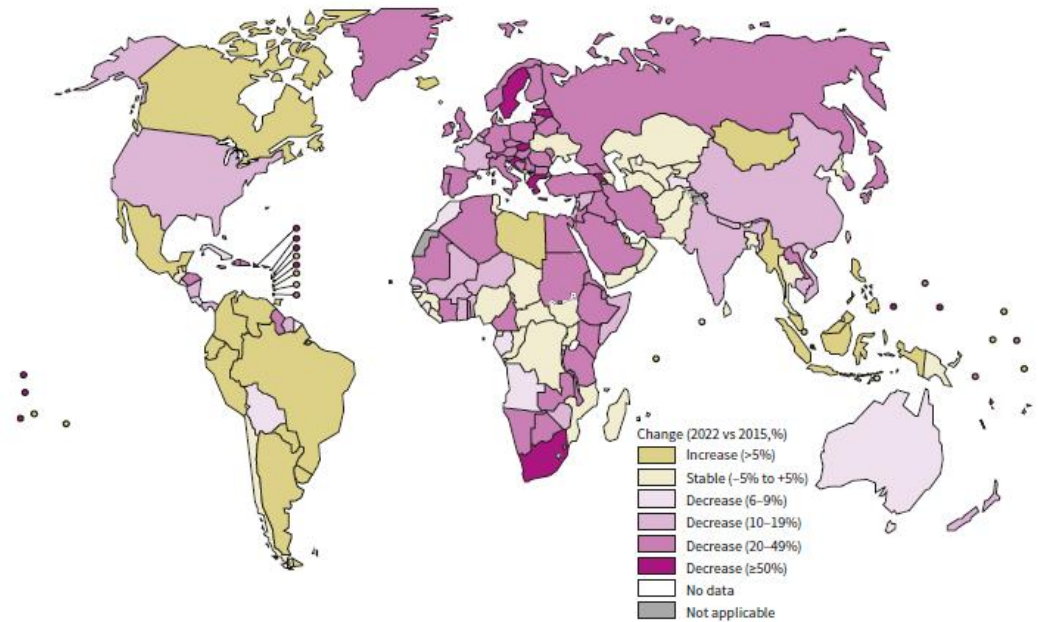 Change (2022 vs 2015,%)
Increase (>5%)
Stable (–5% to +5%)
Decrease (6–9%)
Decrease (10–19%)
Decrease (20–49%)
Decrease (≥50%)
No data
Not applicable